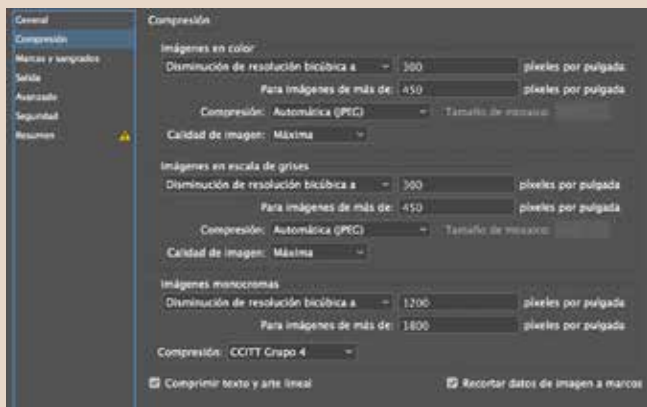 General
Compresión
Marcas y sangrados
Salida
Avanzado
Seguridad
Resumen
Compresión
Imágenes en color
Disminución de resolución bicúbica a 300 píxeles por pulgada
Para imágenes de más de: 450 píxeles por pulgada
Compresión: Automática (JPEG) Tamaño de mosaico:
Calidad de imagen: Máxima
Imágenes en escala de grises
Disminución de resolución bicúbica a 300 píxeles por pulgada
Para imágenes de más de: 450 píxeles por pulgada
Compresión: Automática (JPEG) Tamaño de mosaico:
Calidad de imagen: Máxima
Imágenes monocromas
Disminución de resolución bicúbica a 1200 píxeles por pulgada
Para imágenes de más de: 1800 píxeles por pulgada
Compresión: CCITT Grupo 4
Comprimir texto y arte lineal Recortar datos de imagen a marcos